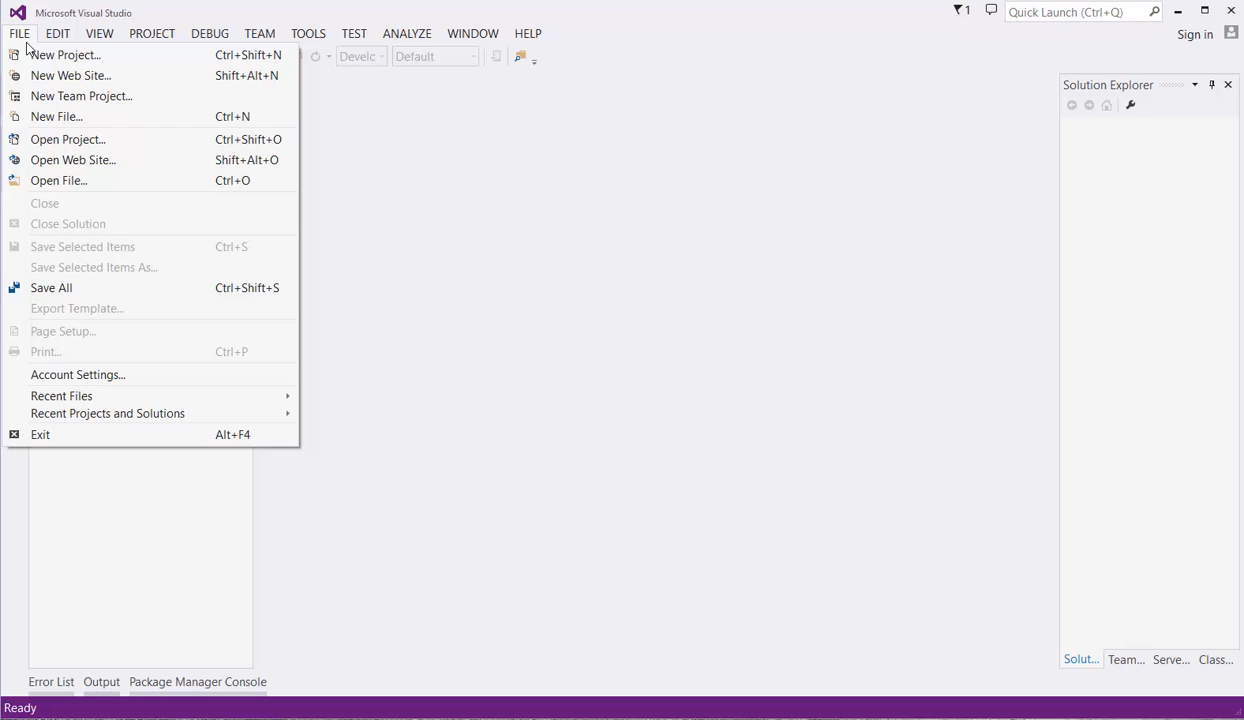 Microsoft Visual Studio
1
Quick Launch (Ctrl+Q)
FILE EDIT VIEW PROJECT DEBUG TEAM TOOLS TEST ANALYZE WINDOW HELP
Sign in
New Project... Ctrl+Shift+N
Develc Default
New Web Site... Shift+Alt+N
New Team Project...
New File... Ctrl+N
Open Project... Ctrl+Shift+O
Open Web Site... Shift+Alt+O
Open File... Ctrl+O
Close
Close Solution
Save Selected Items Ctrl+S
Save Selected Items As...
Save All Ctrl+Shift+S
Export Template...
Page Setup...
Print... Ctrl+P
Account Settings...
Recent Files
Recent Projects and Solutions
Exit Alt+F4
Solution Explorer
Solut... Team... Serve... Class...
Error List Output Package Manager Console
Ready